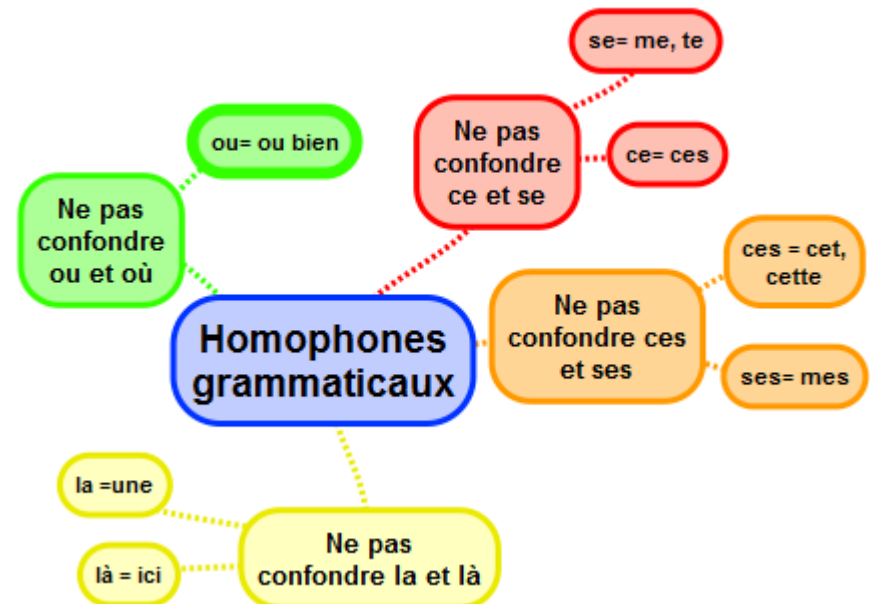 Homophones
grammaticaux
Ne pas
confondre
ou et où
ou= ou bien
Ne pas
confondre
ce et se
se= me, te
ce= ces
Ne pas
confondre ces
et ses
ces = cet,
cette
ses= mes
Ne pas
confondre la et là
la =une
là = ici